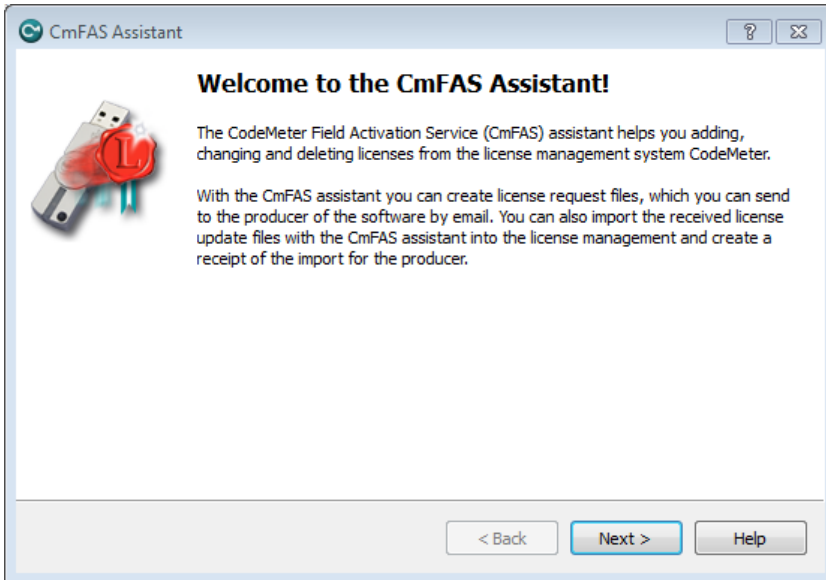 CmFAS Assistant
Welcome to the CmFAS Assistant!
The CodeMeter Field Activation Service (CmFAS) assistant helps you adding,
changing and deleting licenses from the license management system CodeMeter.
With the CmFAS assistant you can create license request files, which you can send
to the producer of the software by email. You can also import the received license
update files with the CmFAS assistant into the license management and create a
receipt of the import for the producer.
L
< Back Next > Help